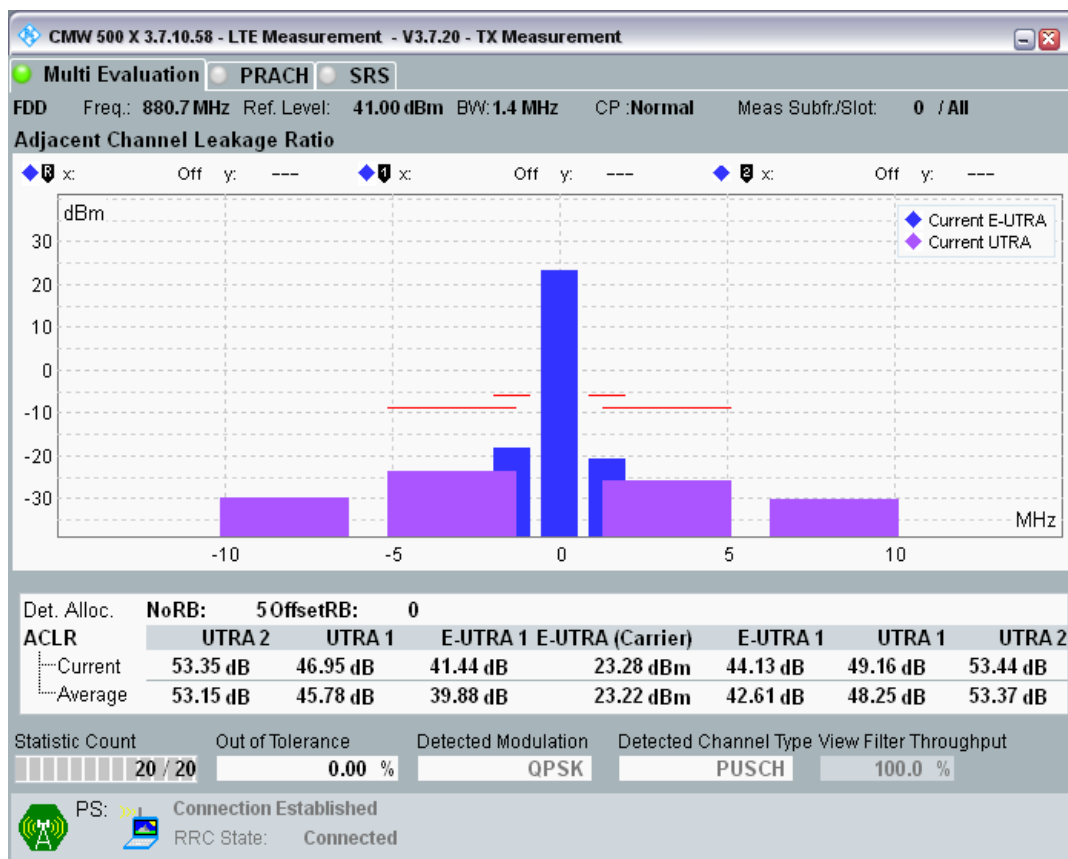 CMW 500 X 3.7.10.58 - LTE Measurement - V3.7.20 - TX Measurement
Multi Evaluation PRACH SRS
FDD Freq.: 880.7 MHz Ref. Level: 41.00 dBm BW: 1.4 MHz CP :Normal Meas Subfr./Slot: 0 / All
Adjacent Channel Leakage Ratio
R x: Off y: --- 1 x: Off y: --- 2 x: Off y: ---
dBm
Current E-UTRA
Current UTRA
30
20
10
0
-10
-20
-30
MHz
-10 -5 0 5 10
Det. Alloc. NoRB: 5 OffsetRB: 0
ACLR UTRA 2 UTRA 1 E-UTRA 1 E-UTRA (Carrier) E-UTRA 1 UTRA 1 UTRA 2
Current 53.35 dB 46.95 dB 41.44 dB 23.28 dBm 44.13 dB 49.16 dB 53.44 dB
Average 53.15 dB 45.78 dB 39.88 dB 23.22 dBm 42.61 dB 48.25 dB 53.37 dB
Statistic Count Out of Tolerance Detected Modulation Detected Channel Type View Filter Throughput
20 / 20 0.00 % QPSK PUSCH 100.0 %
PS: Connection Established
RRC State: Connected